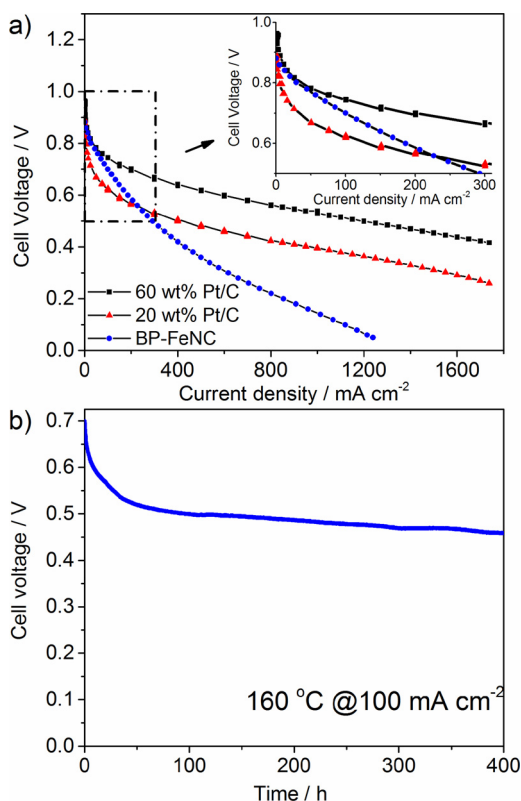 a)
1.2
1.0
0.8
0.6
0.4
0.2
0.0
Cell Voltage / V
0 400 800 1200 1600
Current density / mA cm-2
60 wt% Pt/C
20 wt% Pt/C
BP-FeNC
1.0
0.8
0.6
Cell Voltage / V
0 100 200 300
Current density / mA cm-2
b)
0.7
0.6
0.5
0.4
0.3
0.2
0.1
0.0
Cell voltage / V
160 °C @100 mA cm-2
0 100 200 300 400
Time / h